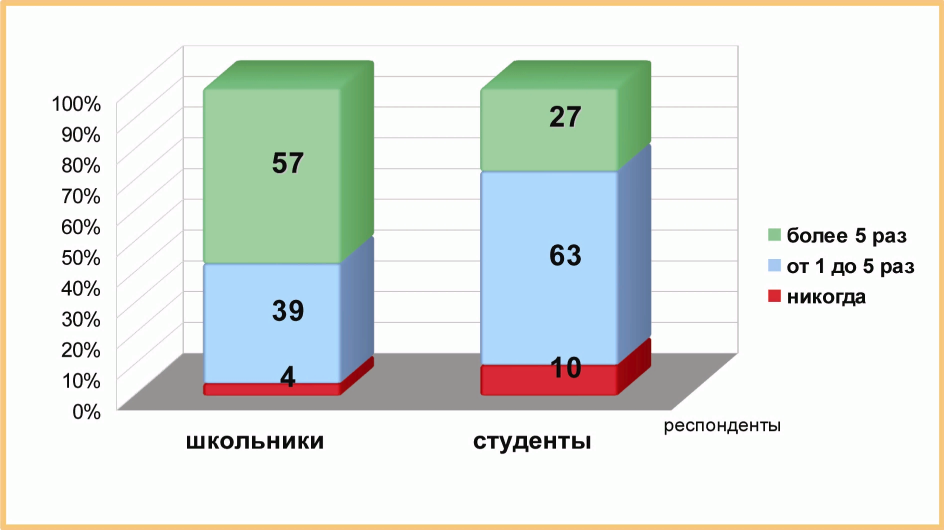 100%
90%
80%
70%
60%
50%
40%
30%
20%
10%
0%
57
39
4
27
63
10
школьники
студенты
респонденты
более 5 раз
от 1 до 5 раз
никогда